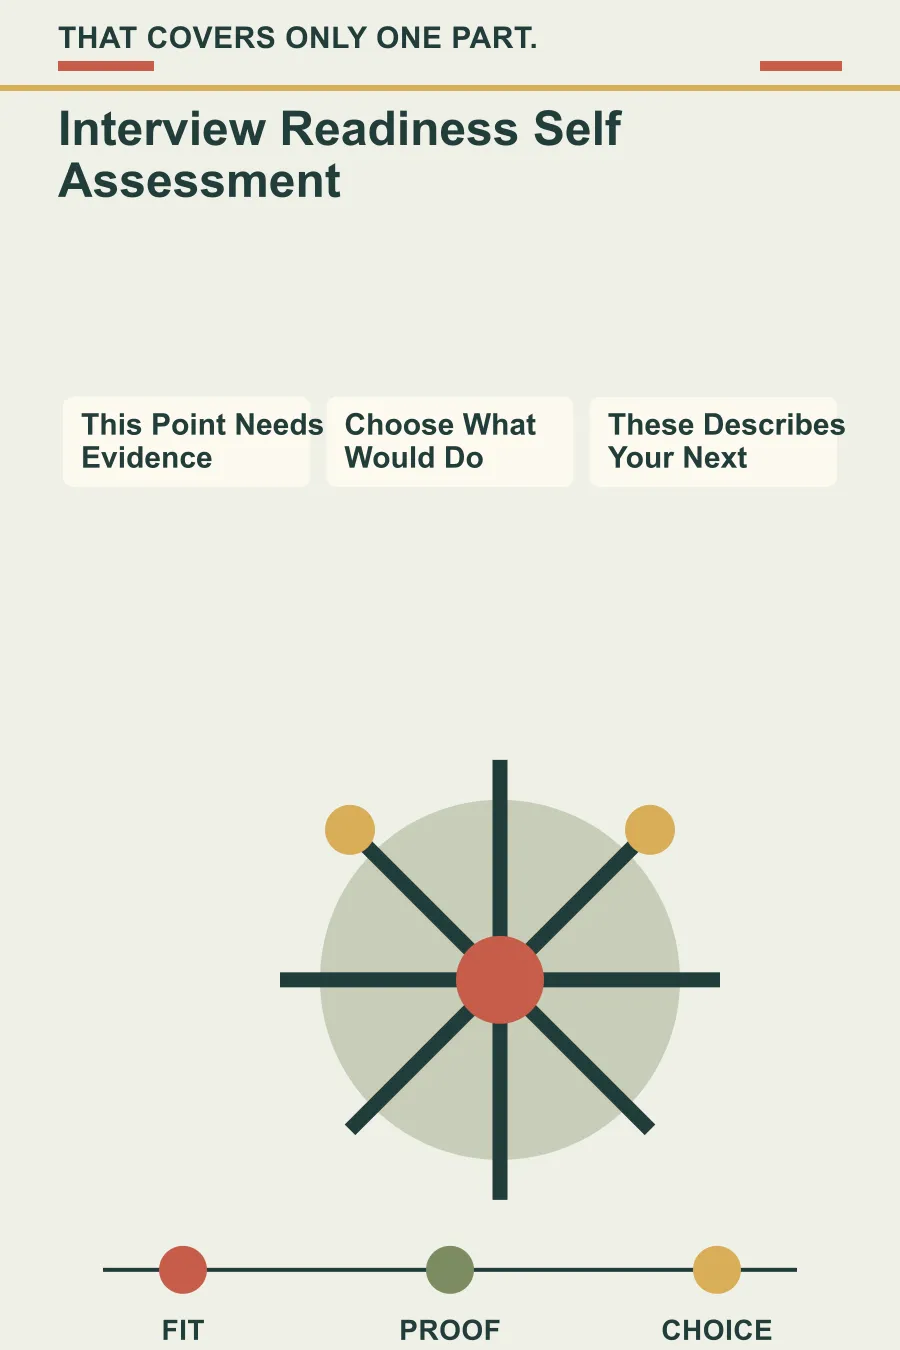 THAT COVERS ONLY ONE PART.
Interview Readiness Self
Assessment
This Point Needs
Evidence
Choose What
Would Do
These Describes
Your Next
FIT
PROOF
CHOICE